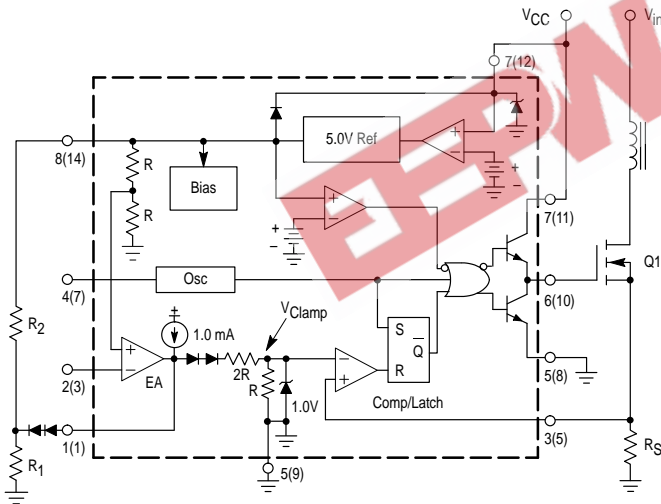 VCC
Vin
7(12)
8(14)
R
5.0V Ref
+
−
+
−
Bias
R
+
−
+
−
7(11)
4(7)
Osc
Q1
VClamp
6(10)
R2
1.0 mA
S
Q
R
+
−
EA
2R
R
−
+
5(8)
2(3)
1.0V
Comp/Latch
1(1)
3(5)
R1
5(9)
RS
EEPW